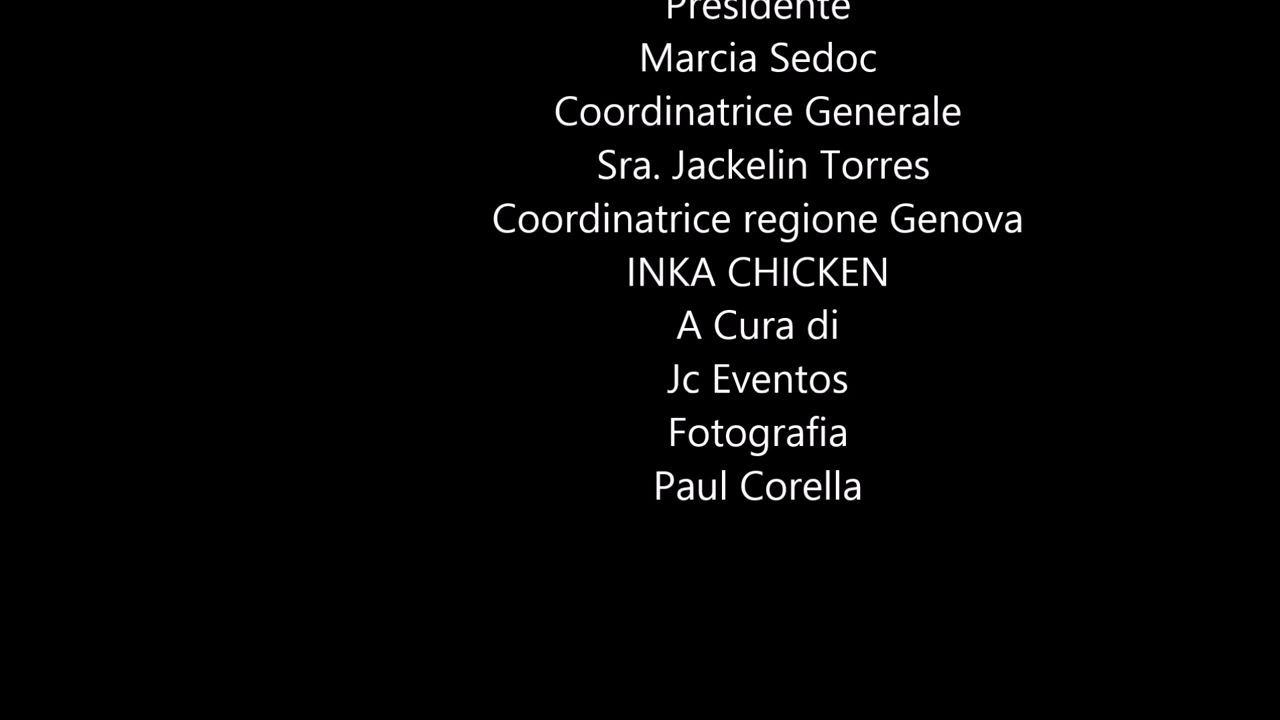 Presidente
Marcia Sedoc
Coordinatrice Generale
Sra. Jackelin Torres
Coordinatrice regione Genova
INKA CHICKEN
A Cura di
Jc Eventos
Fotografia
Paul Corella